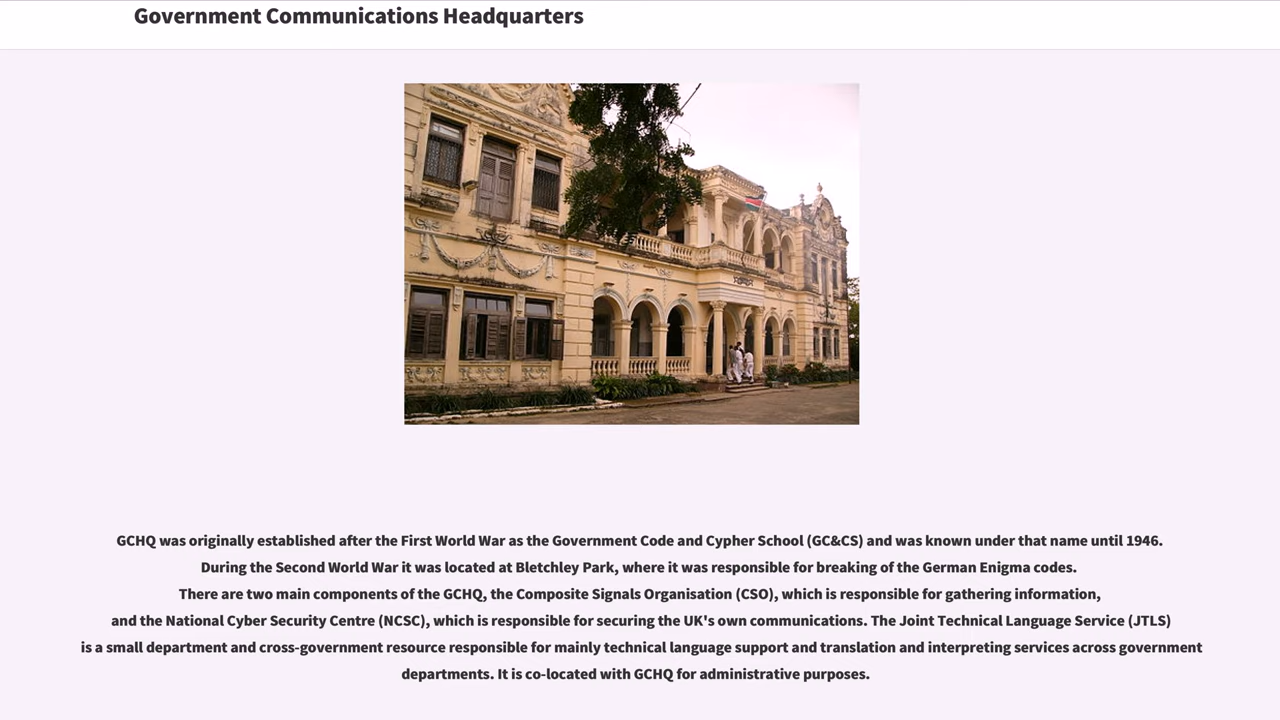 Government Communications Headquarters
GCHQ was originally established after the First World War as the Government Code and Cypher School (GC&CS) and was known under that name until 1946.
During the Second World War it was located at Bletchley Park, where it was responsible for breaking of the German Enigma codes.
There are two main components of the GCHQ, the Composite Signals Organisation (CSO), which is responsible for gathering information,
and the National Cyber Security Centre (NCSC), which is responsible for securing the UK's own communications. The Joint Technical Language Service (JTLS)
is a small department and cross-government resource responsible for mainly technical language support and translation and interpreting services across government
departments. It is co-located with GCHQ for administrative purposes.